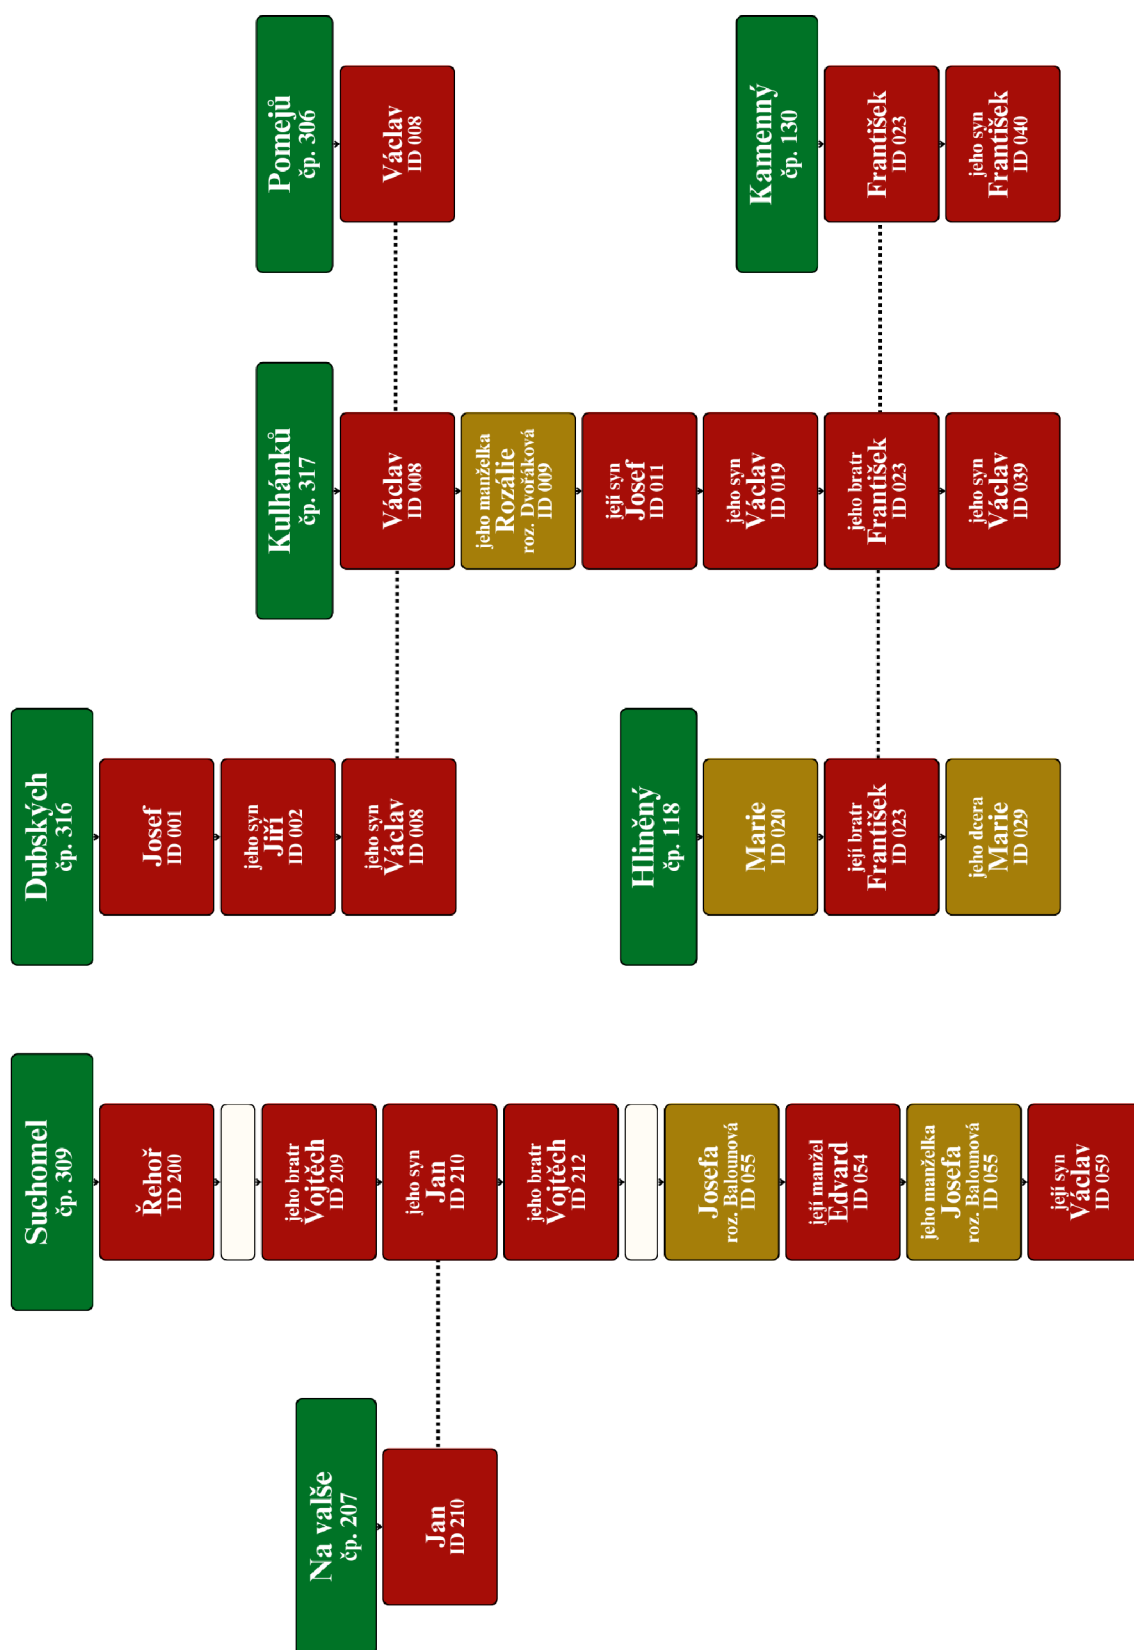 Na valše
čp. 207
Jan
ID 210
Suchomel
čp. 309
Řehoř
ID 200
jeho bratr
Vojtěch
ID 209
jeho syn
Jan
ID 210
jeho bratr
Vojtěch
ID 212
Josefa
roz. Balounová
ID 055
její manžel
Edvard
ID 054
jeho manželka
Josefa
roz. Balounová
ID 055
její syn
Václav
ID 059
Dubských
čp. 316
Josef
ID 001
jeho syn
Jiří
ID 002
jeho syn
Václav
ID 008
Hliněný
čp. 118
Marie
ID 020
její bratr
František
ID 023
jeho dcera
Marie
ID 029
Kulhánků
čp. 317
Václav
ID 008
jeho manželka
Rozálie
roz. Dvořáková
ID 009
její syn
Josef
ID 011
jeho syn
Václav
ID 019
jeho bratr
František
ID 023
jeho syn
Václav
ID 039
Pomejů
čp. 306
Václav
ID 008
Kamenný
čp. 130
František
ID 023
jeho syn
František
ID 040